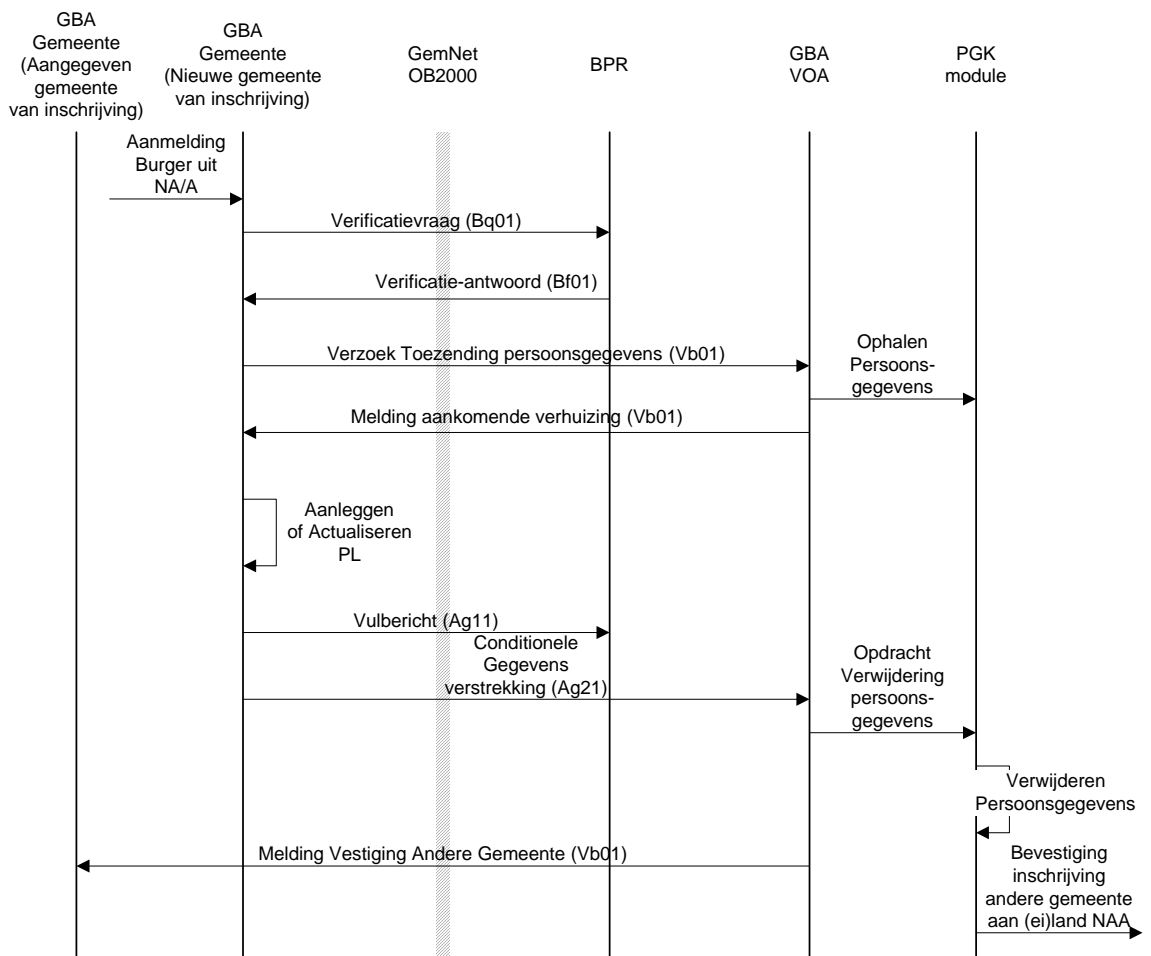 GBA
Gemeente
(Aangegeven
gemeente
van inschrijving)
GBA
Gemeente
(Nieuwe gemeente
van inschrijving)
GemNet
OB2000
BPR
GBA
VOA
PGK
module
Aanmelding
Burger uit
NA/A
Verificatievraag (Bq01)
Verificatie-antwoord (Bf01)
Verzoek Toezending persoonsgegevens (Vb01)
Ophalen
Persoons-
gegevens
Melding aankomende verhuizing (Vb01)
Aanleggen
of Actualiseren
PL
Vulbericht (Ag11)
Conditionele
Gegevens
verstrekking (Ag21)
Opdracht
Verwijdering
persoons-
gegevens
Verwijderen
Persoonsgegevens
Melding Vestiging Andere Gemeente (Vb01)
Bevestiging
inschrijving
andere gemeente
aan (ei)land NAA